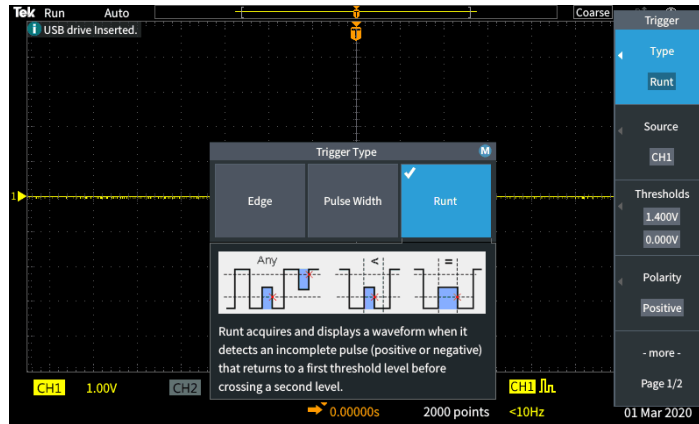 Tek Run Auto
T
Coarse
Trigger
i USB drive Inserted.
T
Type
Runt
Source
CH1
Thresholds
1.400V
0.000V
Polarity
Positive
- more -
Page 1/2
Trigger Type M
Edge Pulse Width Runt
Any < =
Runt acquires and displays a waveform when it
detects an incomplete pulse (positive or negative)
that returns to a first threshold level before
crossing a second level.
1
CH1 1.00V CH2 CH1
0.00000s 2000 points <10Hz 01 Mar 2020